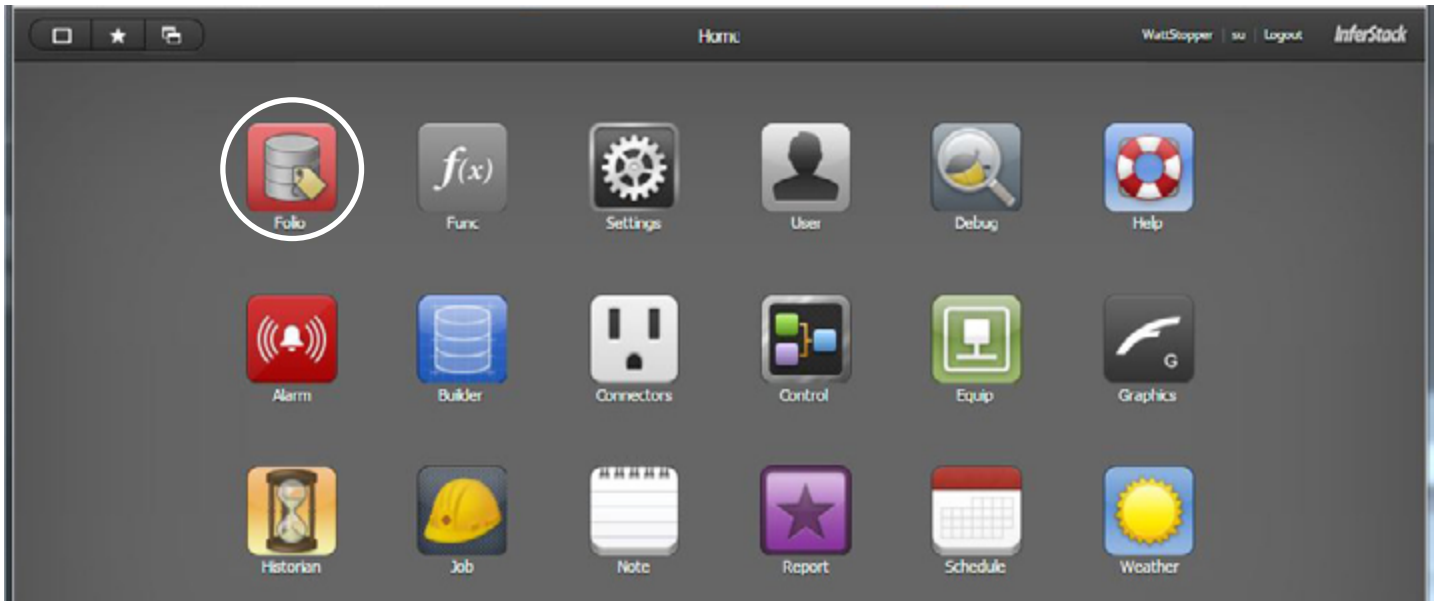 Home
WattStopper | su | Logout InferStack
Folio f(x) Func Settings User Debug Help
Alarm Builder Connectors Control Equip G Graphics
Historian Job Note Report Schedule Weather